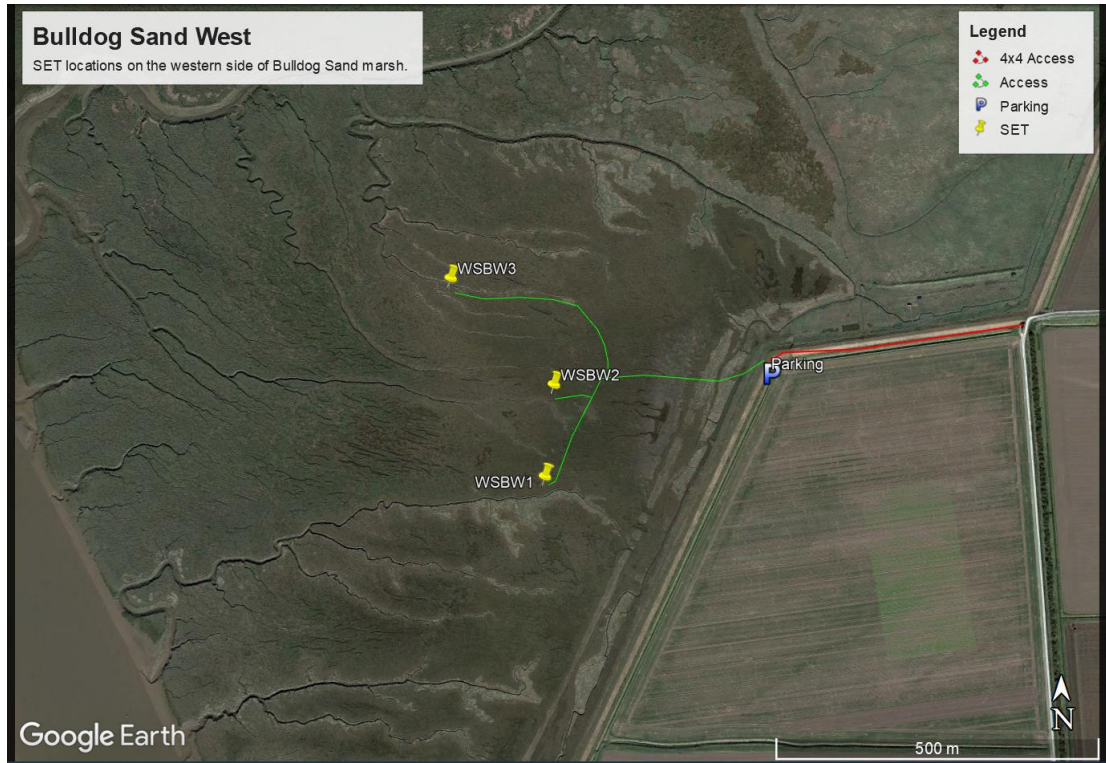 Bulldog Sand West
SET locations on the western side of Bulldog Sand marsh.
Legend
4x4 Access
Access
P Parking
SET
WSBW3
WSBW2
WSBW1
P
Parking
N
500 m
Google Earth